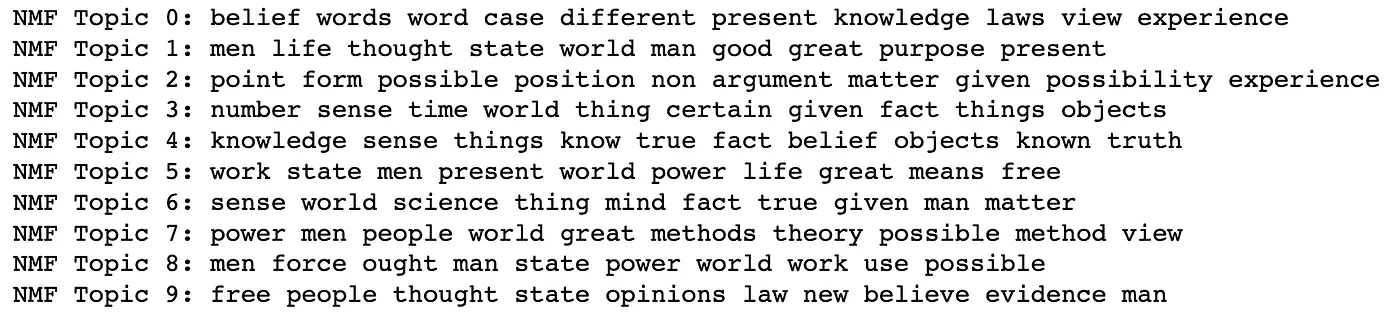 NMF Topic 0: belief words word case different present knowledge laws view experience
NMF Topic 1: men life thought state world man good great purpose present
NMF Topic 2: point form possible position non argument matter given possibility experience
NMF Topic 3: number sense time world thing certain given fact things objects
NMF Topic 4: knowledge sense things know true fact belief objects known truth
NMF Topic 5: work state men present world power life great means free
NMF Topic 6: sense world science thing mind fact true given man matter
NMF Topic 7: power men people world great methods theory possible method view
NMF Topic 8: men force ought man state power world work use possible
NMF Topic 9: free people thought state opinions law new believe evidence man